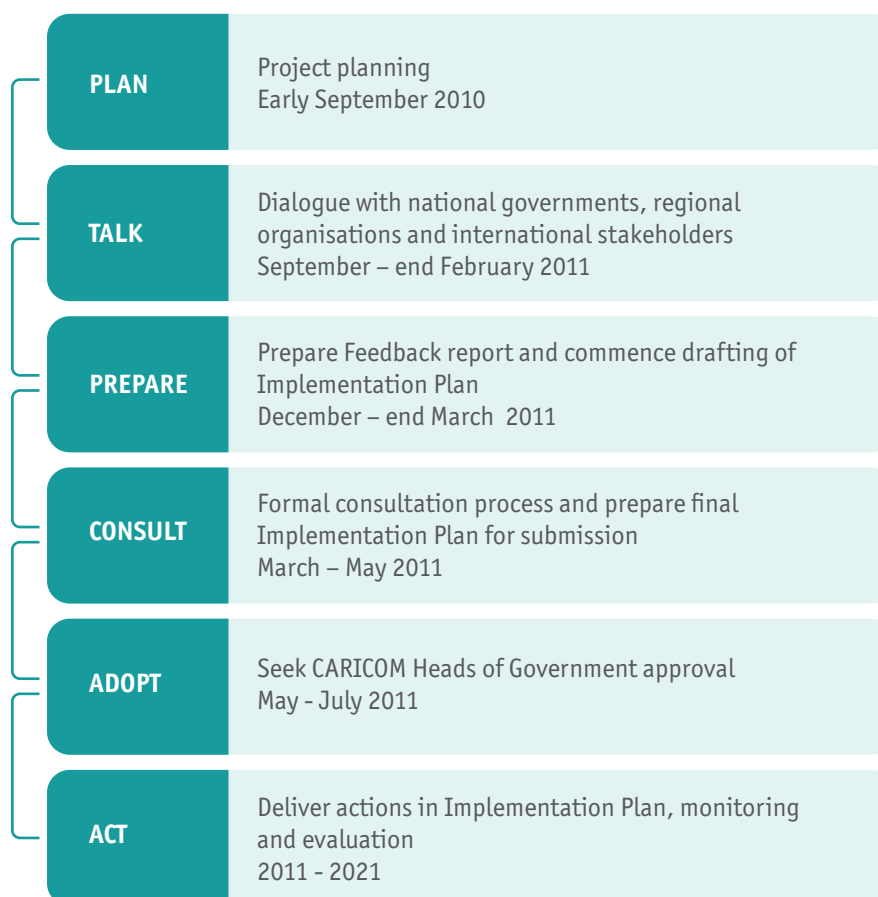 PLAN
Project planning
Early September 2010
TALK
Dialogue with national governments, regional
organisations and international stakeholders
September – end February 2011
PREPARE
Prepare Feedback report and commence drafting of
Implementation Plan
December – end March  2011
CONSULT
Formal consultation process and prepare final
Implementation Plan for submission
March – May 2011
ADOPT
Seek CARICOM Heads of Government approval
May - July 2011
ACT
Deliver actions in Implementation Plan, monitoring
and evaluation
2011 - 2021